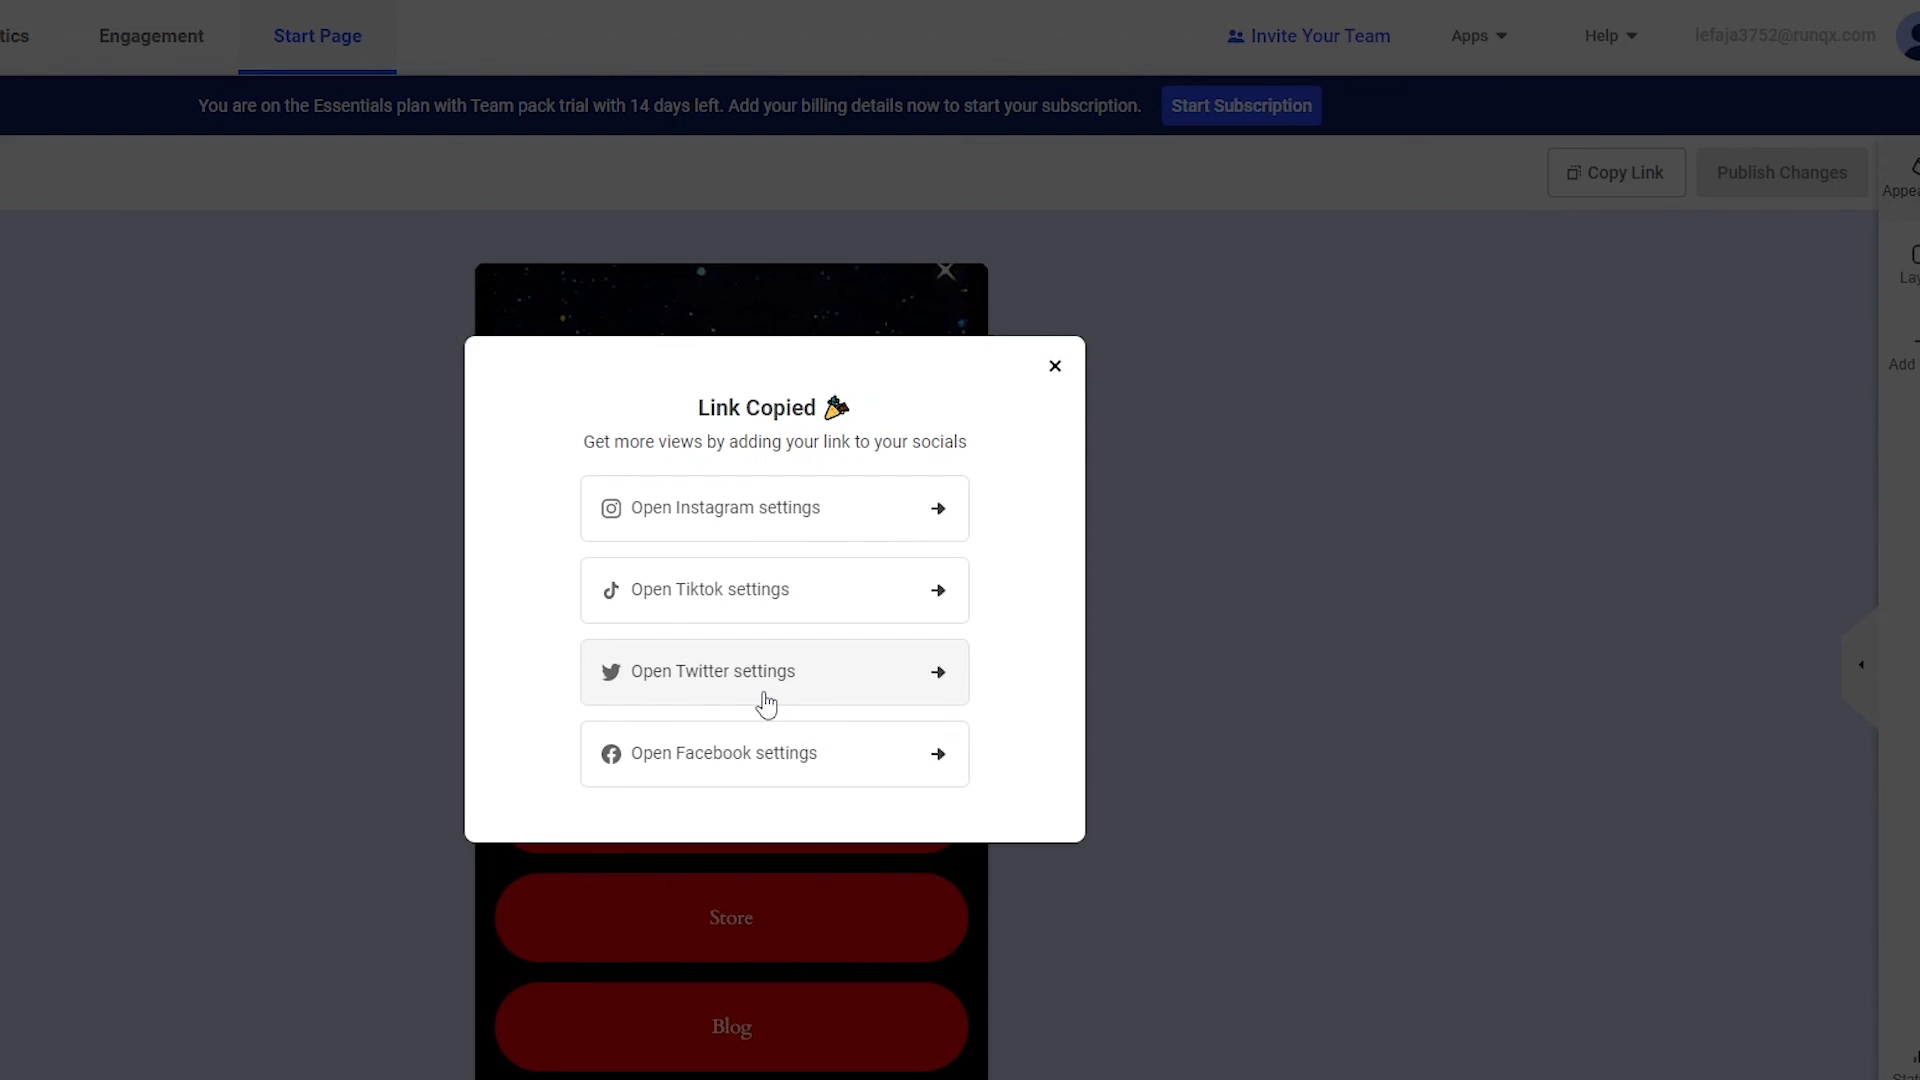 tics
Engagement
Start Page
Invite Your Team
Apps
Help
lefaja3752@runqx.com
You are on the Essentials plan with Team pack trial with 14 days left. Add your billing details now to start your subscription.
Start Subscription
Copy Link
Publish Changes
Appea
Lay
Add
Link Copied
Get more views by adding your link to your socials
Open Instagram settings
Open Tiktok settings
Open Twitter settings
Open Facebook settings
Store
Blog